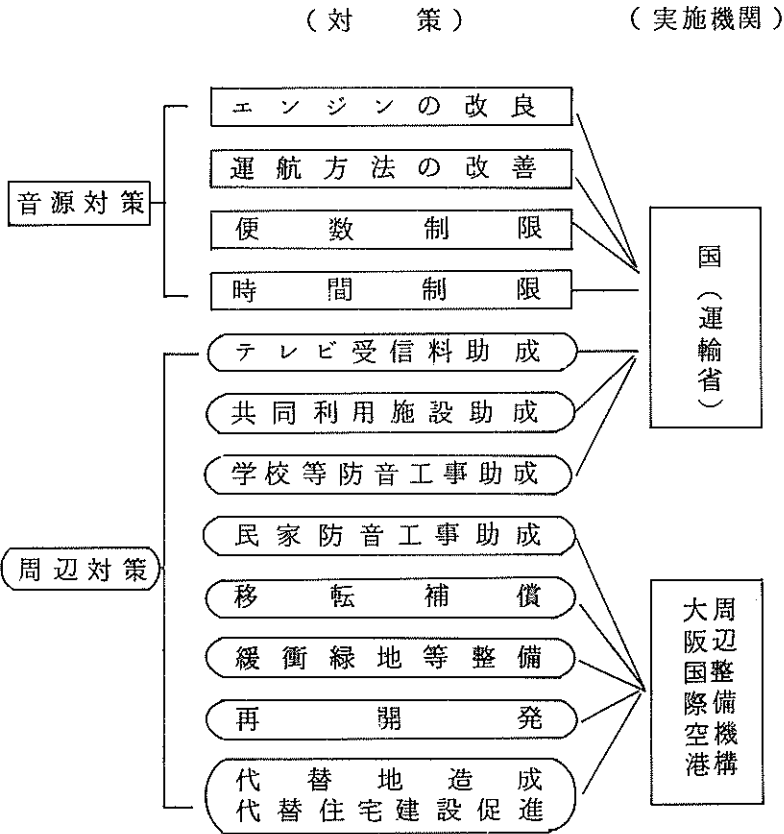 (対策)
(実施機関)
音源対策
エンジンの改良
運航方法の改善
便数制限
時間制限
国(運輸省)
周辺対策
テレビ受信料助成
共同利用施設助成
学校等防音工事助成
民家防音工事助成
移転補償
緩衝緑地等整備
再開発
代替地造成
代替住宅建設促進
大阪国際空港
周辺整備機構